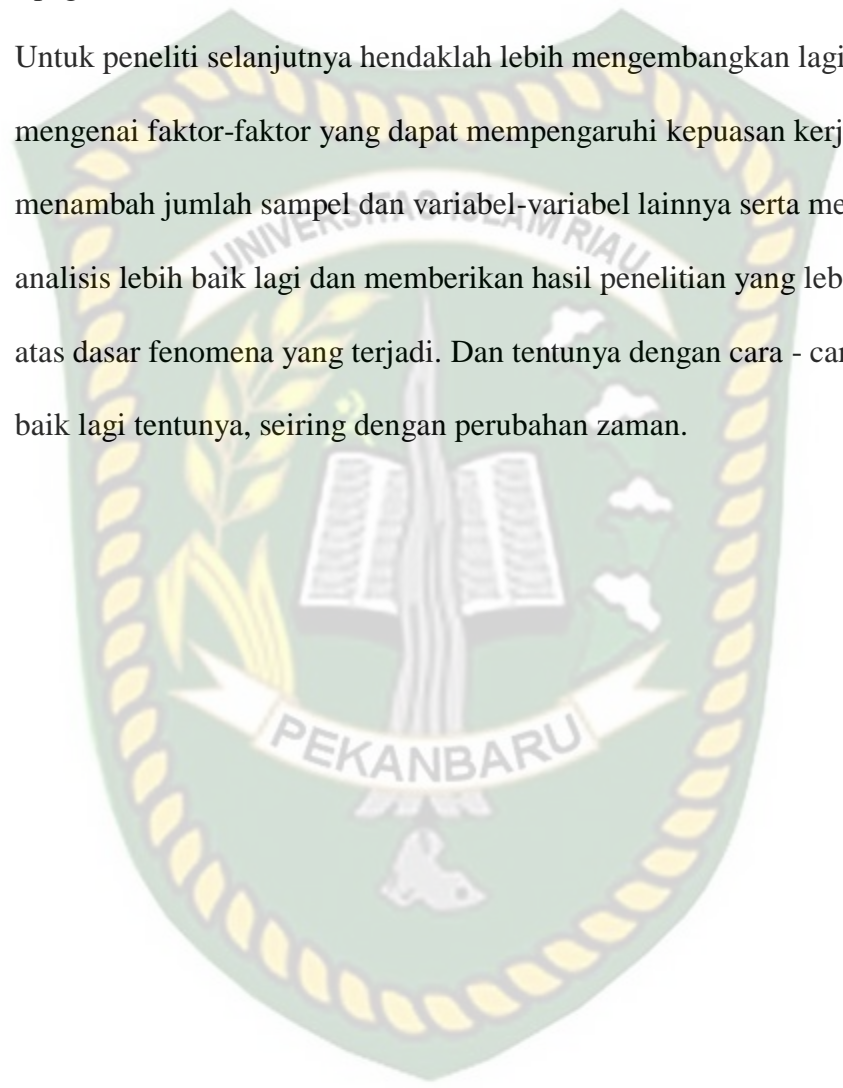 Untuk peneliti selanjutnya hendaklah lebih mengembangkan lagi
mengenai faktor-faktor yang dapat mempengaruhi kepuasan
menambah jumlah sampel dan variabel-variabel lainnya serta
UNIVERSITAS ISLAM RIAU
analisis lebih baik lagi dan memberikan hasil penelitian yang
atas dasar fenomena yang terjadi. Dan tentunya dengan cara -
baik lagi tentunya, seiring dengan perubahan zaman.
PEKANBARU